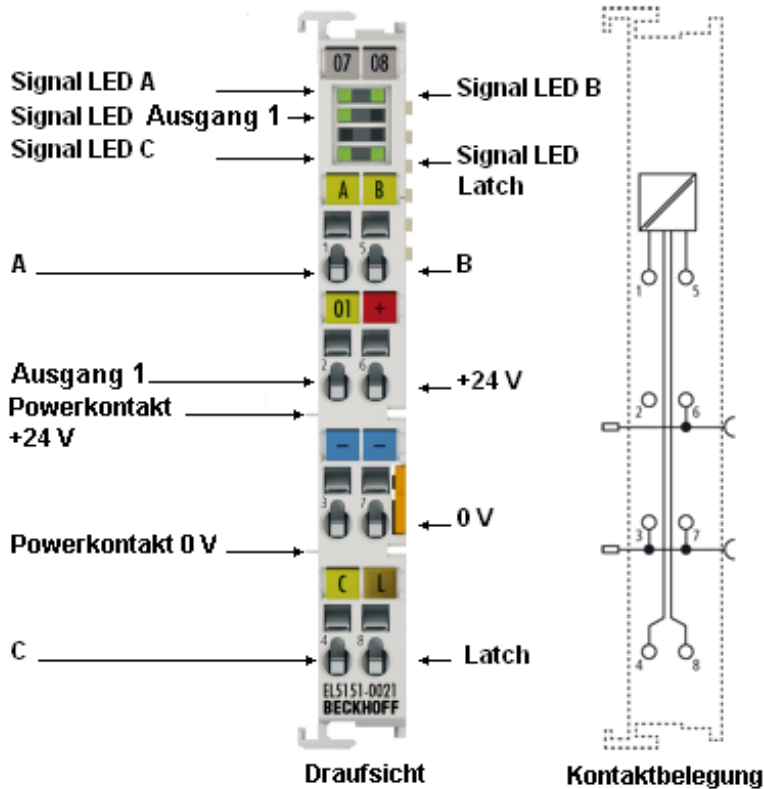 07 08
Signal LED A
Signal LED B
Signal LED Ausgang 1
Signal LED C
Signal LED
Latch
A B
1 5
A
B
1 5
01 +
2 6
Ausgang 1
+24 V
Powerkontakt
+24 V
2 6
- -
3 7
0 V
Powerkontakt 0 V
3 7
C L
4 8
C
Latch
4 8
EL5151-0021
BECKHOFF
Draufsicht
Kontaktbelegung